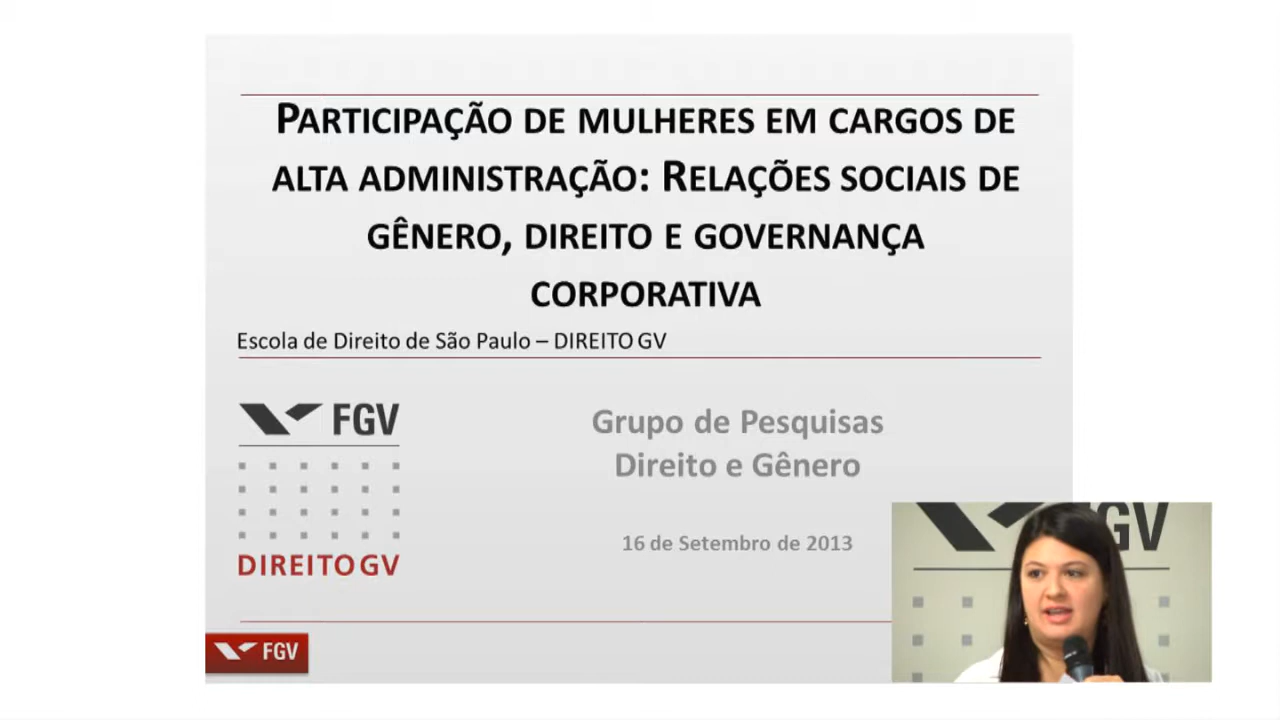 PARTICIPAÇÃO DE MULHERES EM CARGOS DE
ALTA ADMINISTRAÇÃO: RELAÇÕES SOCIAIS DE
GÊNERO, DIREITO E GOVERNANÇA
CORPORATIVA
Escola de Direito de São Paulo – DIREITO GV
FGV
DIREITO GV
Grupo de Pesquisas
Direito e Gênero
16 de Setembro de 2013
FGV
FGV